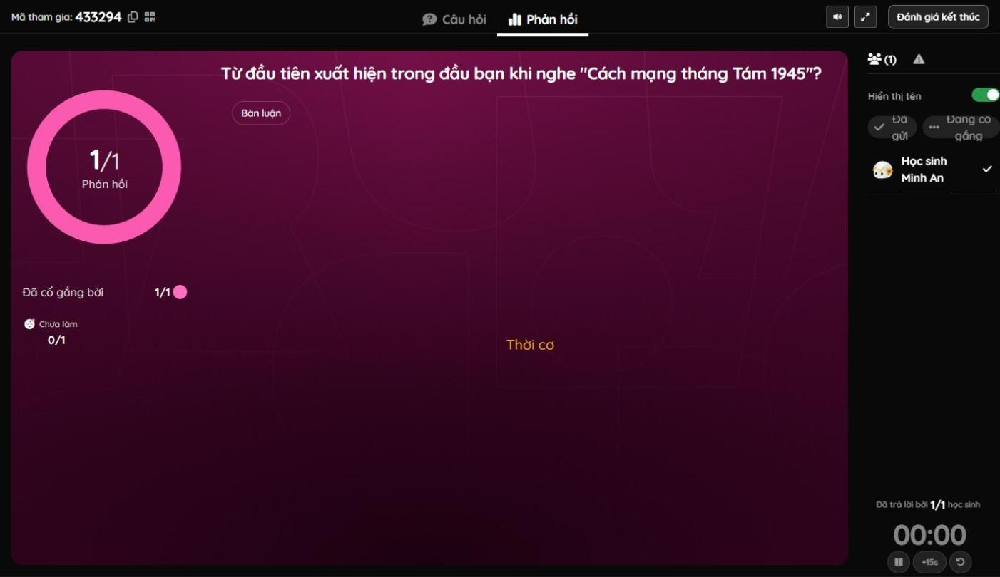 Mã tham gia: 433294
Câu hỏi
Phản hồi
Đánh giá kết thúc
Từ đầu tiên xuất hiện trong đầu bạn khi nghe "Cách mạng tháng Tám 1945"?
Bàn luận
1/1
Phản hồi
Đã cố gắng bởi 1/1
Chưa làm
0/1
Thời cơ
(1)
Hiển thị tên
Đã
gửi
Đang cố
gắng
Học sinh
Minh An
Đã trả lời bởi 1/1 học sinh
00:00
+15s